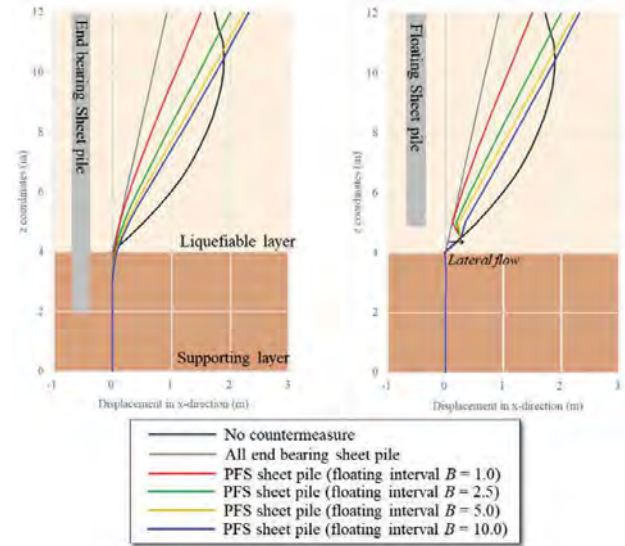 12
10
8
6
4
2
0
z coordinates (m)
End bearing Sheet pile
Liquefiable layer
Supporting layer
-1
0
1
2
3
Displacement in x-direction (m)
12
10
8
6
4
2
0
z coordinates (m)
Floating Sheet pile
Lateral flow
-1
0
1
2
3
Displacement in x-direction (m)
No countermeasure
All end bearing sheet pile
PFS sheet pile (floating interval B = 1.0)
PFS sheet pile (floating interval B = 2.5)
PFS sheet pile (floating interval B = 5.0)
PFS sheet pile (floating interval B = 10.0)